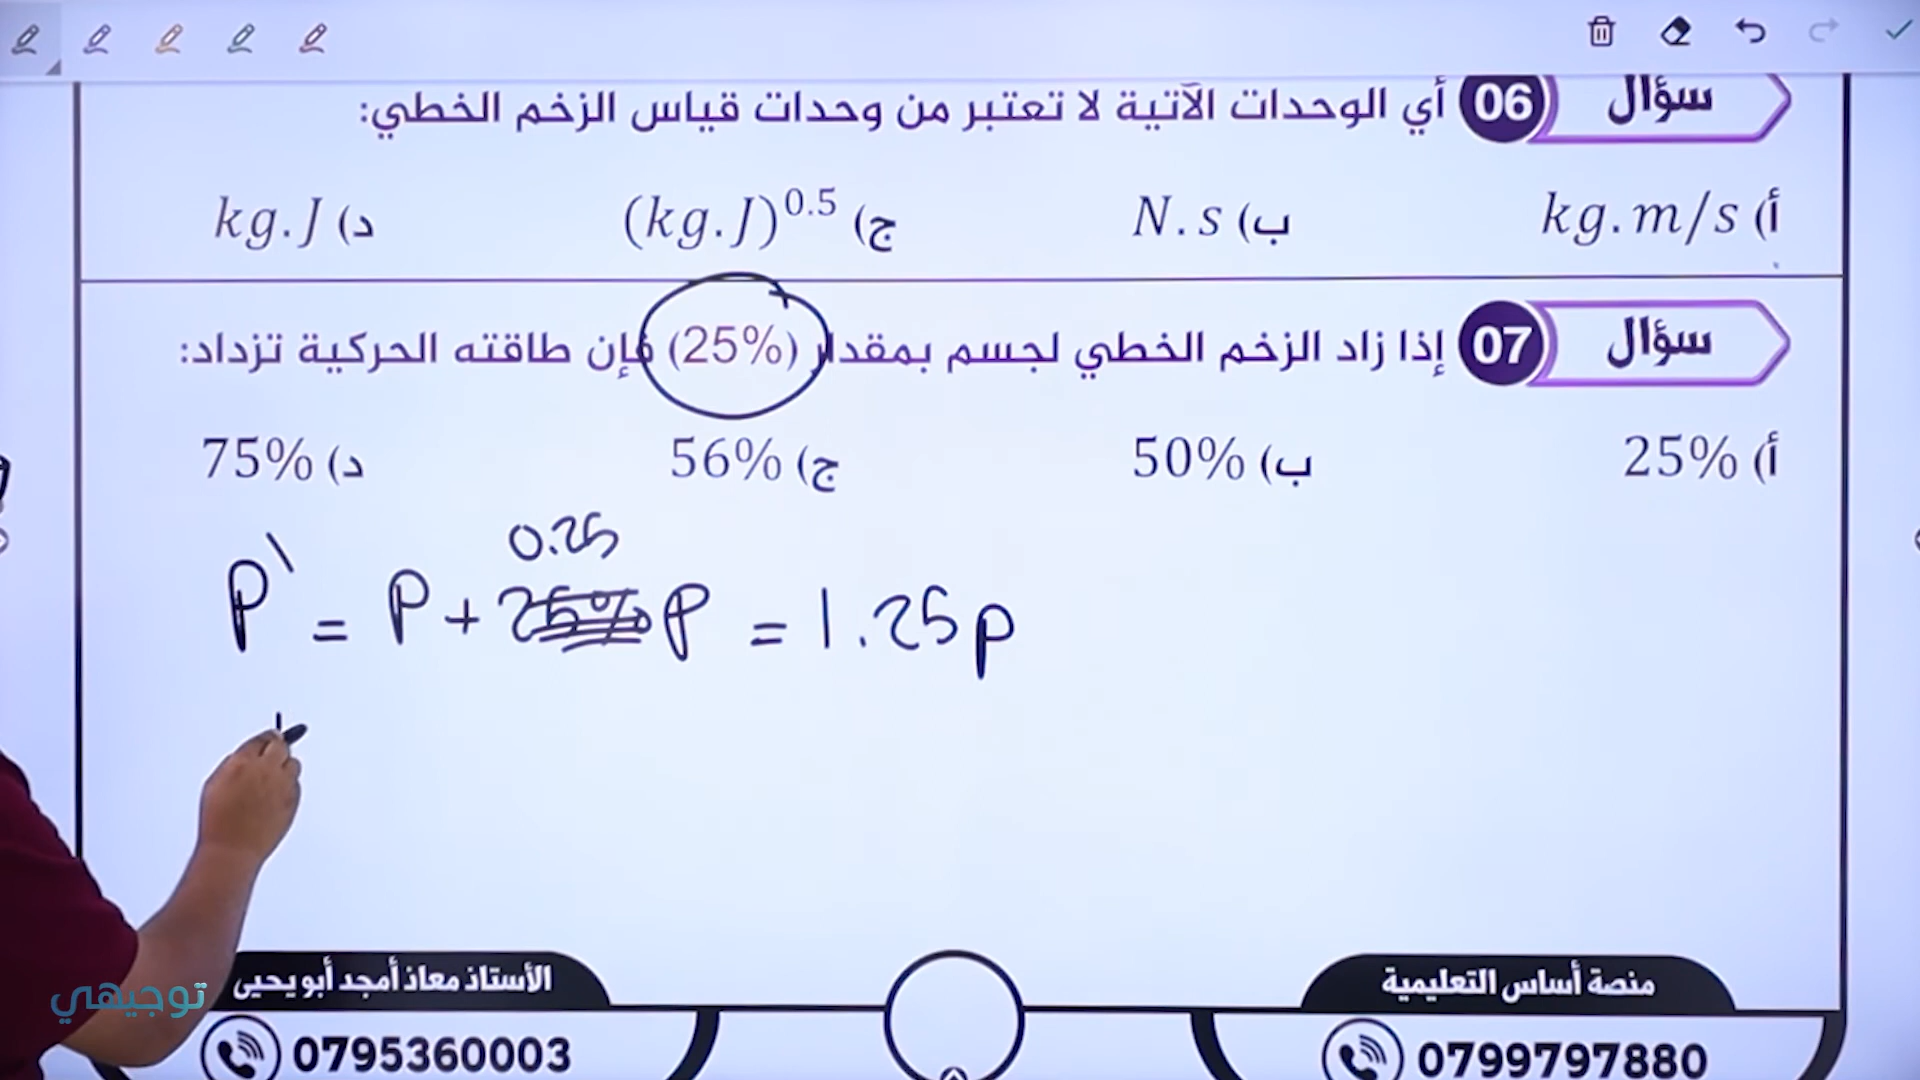 سؤال 06 أي الوحدات الآتية لا تعتبر من وحدات قياس الزخم الخطي:
أ) kg.m/s ب) N.s ج) (kg.J)^0.5 د) kg.J
سؤال 07 إذا زاد الزخم الخطي لجسم بمقدار (25%) فإن طاقته الحركية تزداد:
أ) 25% ب) 50% ج) 56% د) 75%
0.25
P' = P + 25% P = 1.25 P
منصة أساس التعليمية
الأستاذ معاذ أمجد أبو يحيى
توجيهي
0799797880
0795360003